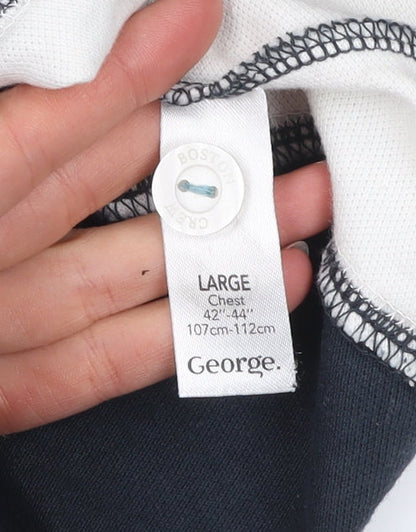 BOSTON
CREW
LARGE
Chest
42"-44"
107cm-112cm
George.